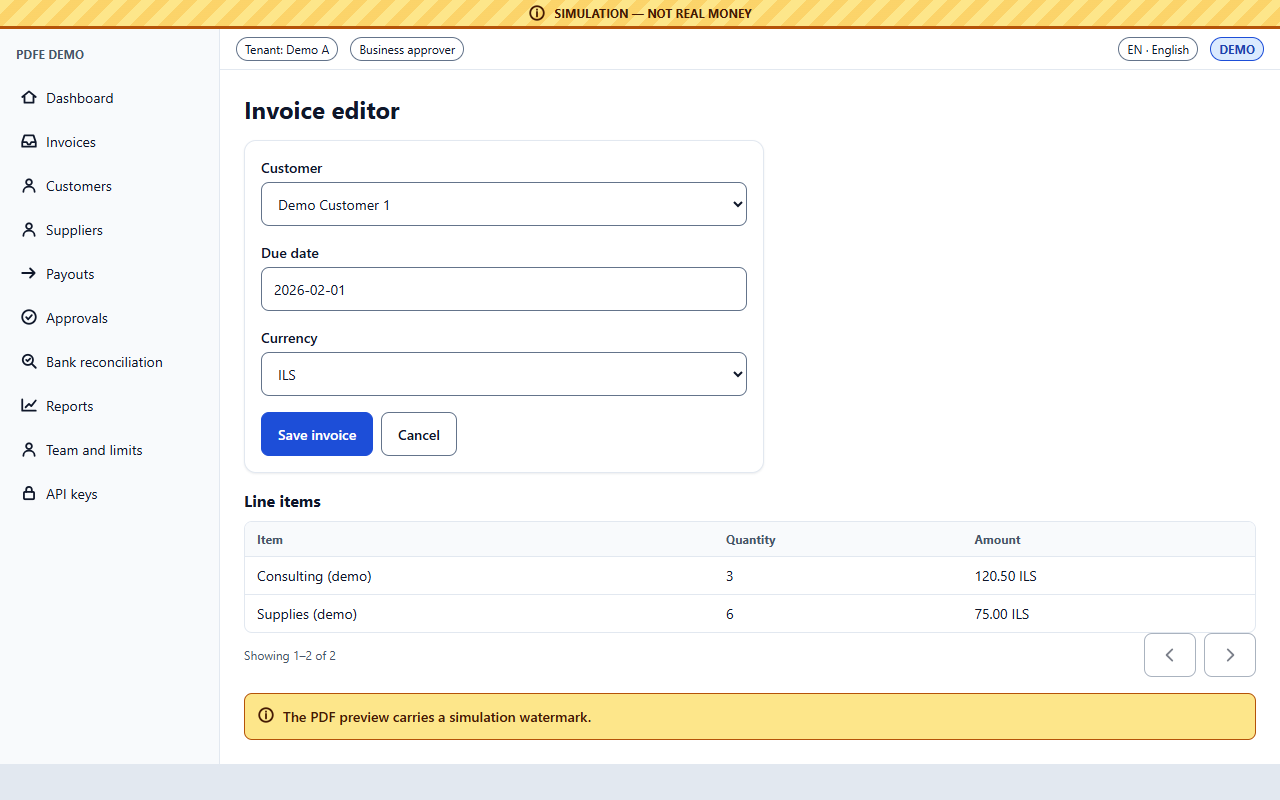 SIMULATION — NOT REAL MONEY
PDFE DEMO
Tenant: Demo A
Business approver
EN · English
DEMO
Dashboard
Invoices
Customers
Suppliers
Payouts
Approvals
Bank reconciliation
Reports
Team and limits
API keys
Invoice editor
Customer
Demo Customer 1
Due date
2026-02-01
Currency
ILS
Save invoice Cancel
Line items
Item Quantity Amount
Consulting (demo) 3 120.50 ILS
Supplies (demo) 6 75.00 ILS
Showing 1–2 of 2
The PDF preview carries a simulation watermark.